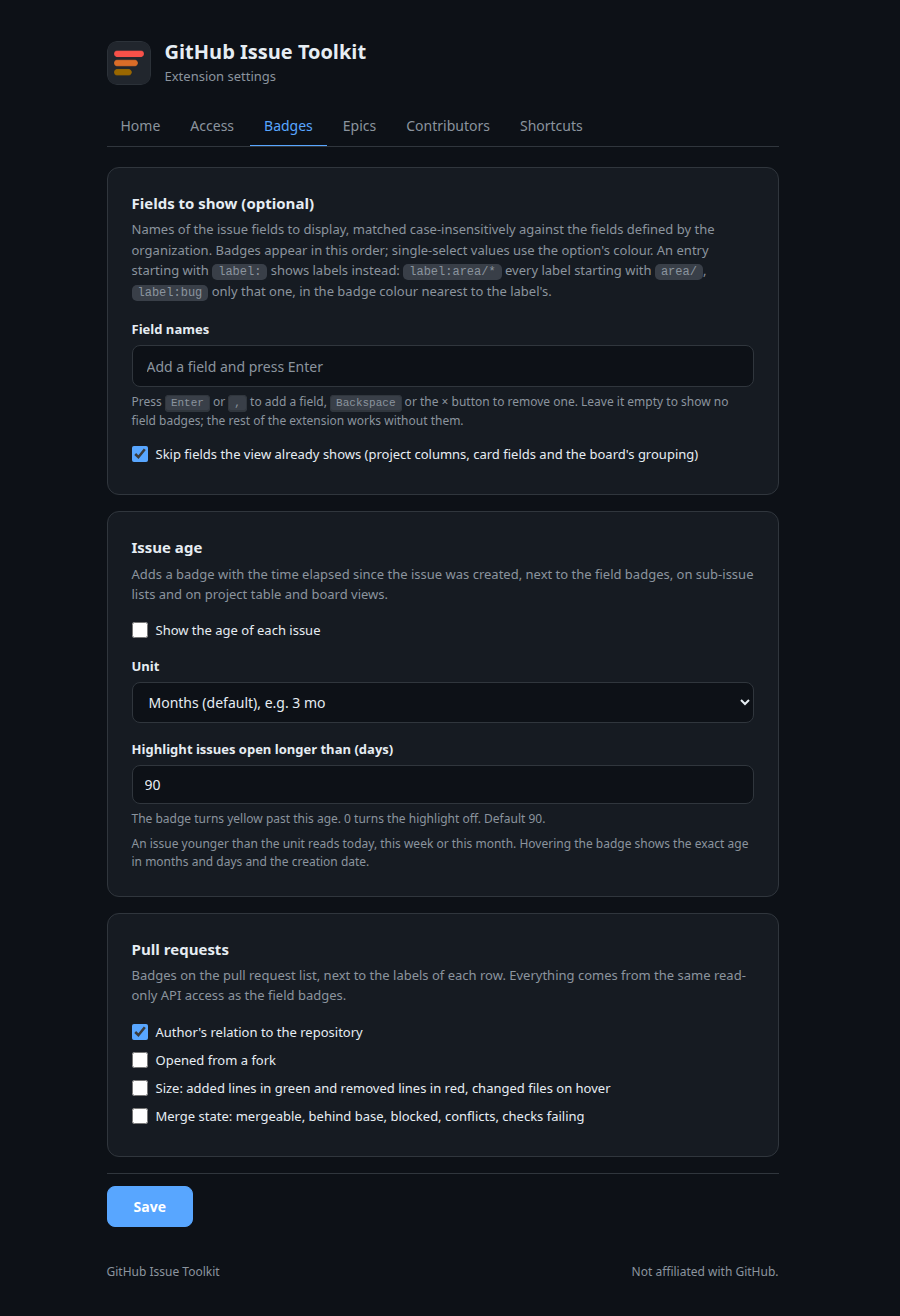 GitHub Issue Toolkit
Extension settings
Home Access Badges Epics Contributors Shortcuts
Fields to show (optional)
Names of the issue fields to display, matched case-insensitively against the fields defined by the
organization. Badges appear in this order; single-select values use the option's colour. An entry
starting with label: shows labels instead: label:area/* every label starting with area/,
label:bug only that one, in the badge colour nearest to the label's.
Field names
Add a field and press Enter
Press Enter or , to add a field, Backspace or the × button to remove one. Leave it empty to show no
field badges; the rest of the extension works without them.
Skip fields the view already shows (project columns, card fields and the board's grouping)
Issue age
Adds a badge with the time elapsed since the issue was created, next to the field badges, on sub-issue
lists and on project table and board views.
Show the age of each issue
Unit
Months (default), e.g. 3 mo
Highlight issues open longer than (days)
90
The badge turns yellow past this age. 0 turns the highlight off. Default 90.
An issue younger than the unit reads today, this week or this month. Hovering the badge shows the exact age
in months and days and the creation date.
Pull requests
Badges on the pull request list, next to the labels of each row. Everything comes from the same read-
only API access as the field badges.
Author's relation to the repository
Opened from a fork
Size: added lines in green and removed lines in red, changed files on hover
Merge state: mergeable, behind base, blocked, conflicts, checks failing
Save
GitHub Issue Toolkit
Not affiliated with GitHub.